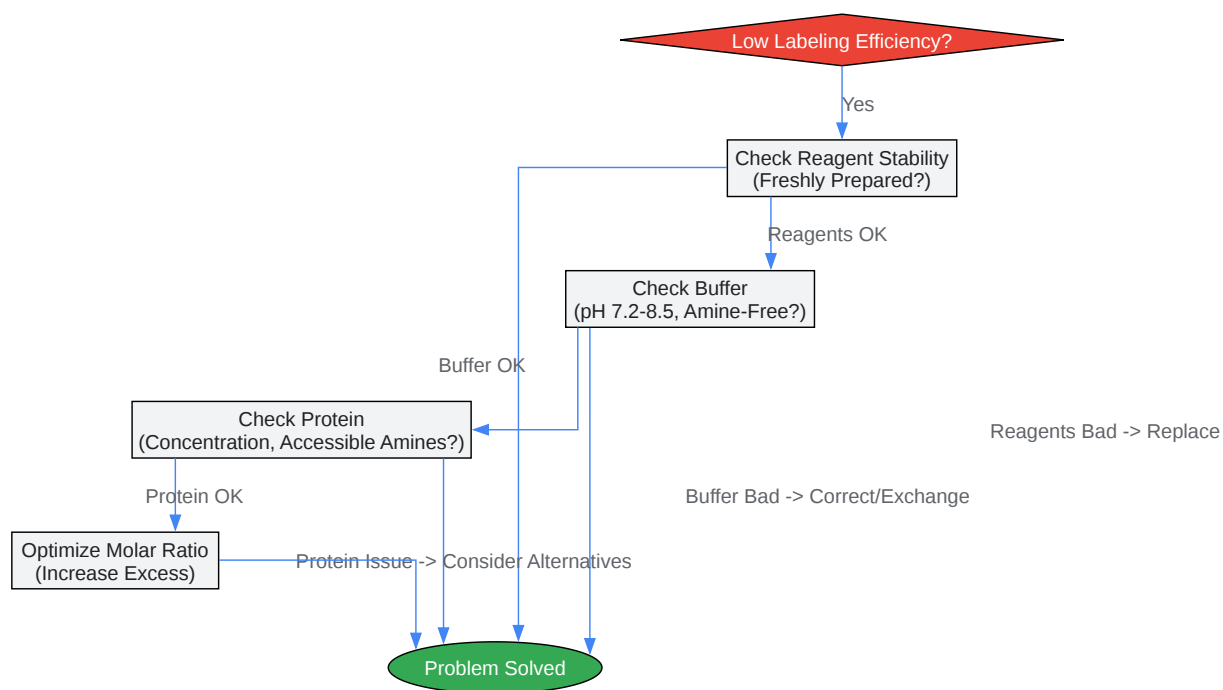 Low Labeling Efficiency?
Yes
Check Reagent Stability
(Freshly Prepared?)
Reagents OK
Check Buffer
(pH 7.2-8.5, Amine-Free?)
Buffer OK
Check Protein
(Concentration, Accessible Amines?)
Reagents Bad -> Replace
Protein OK
Buffer Bad -> Correct/Exchange
Optimize Molar Ratio
(Increase Excess)
Protein Issue -> Consider Alternatives
Problem Solved